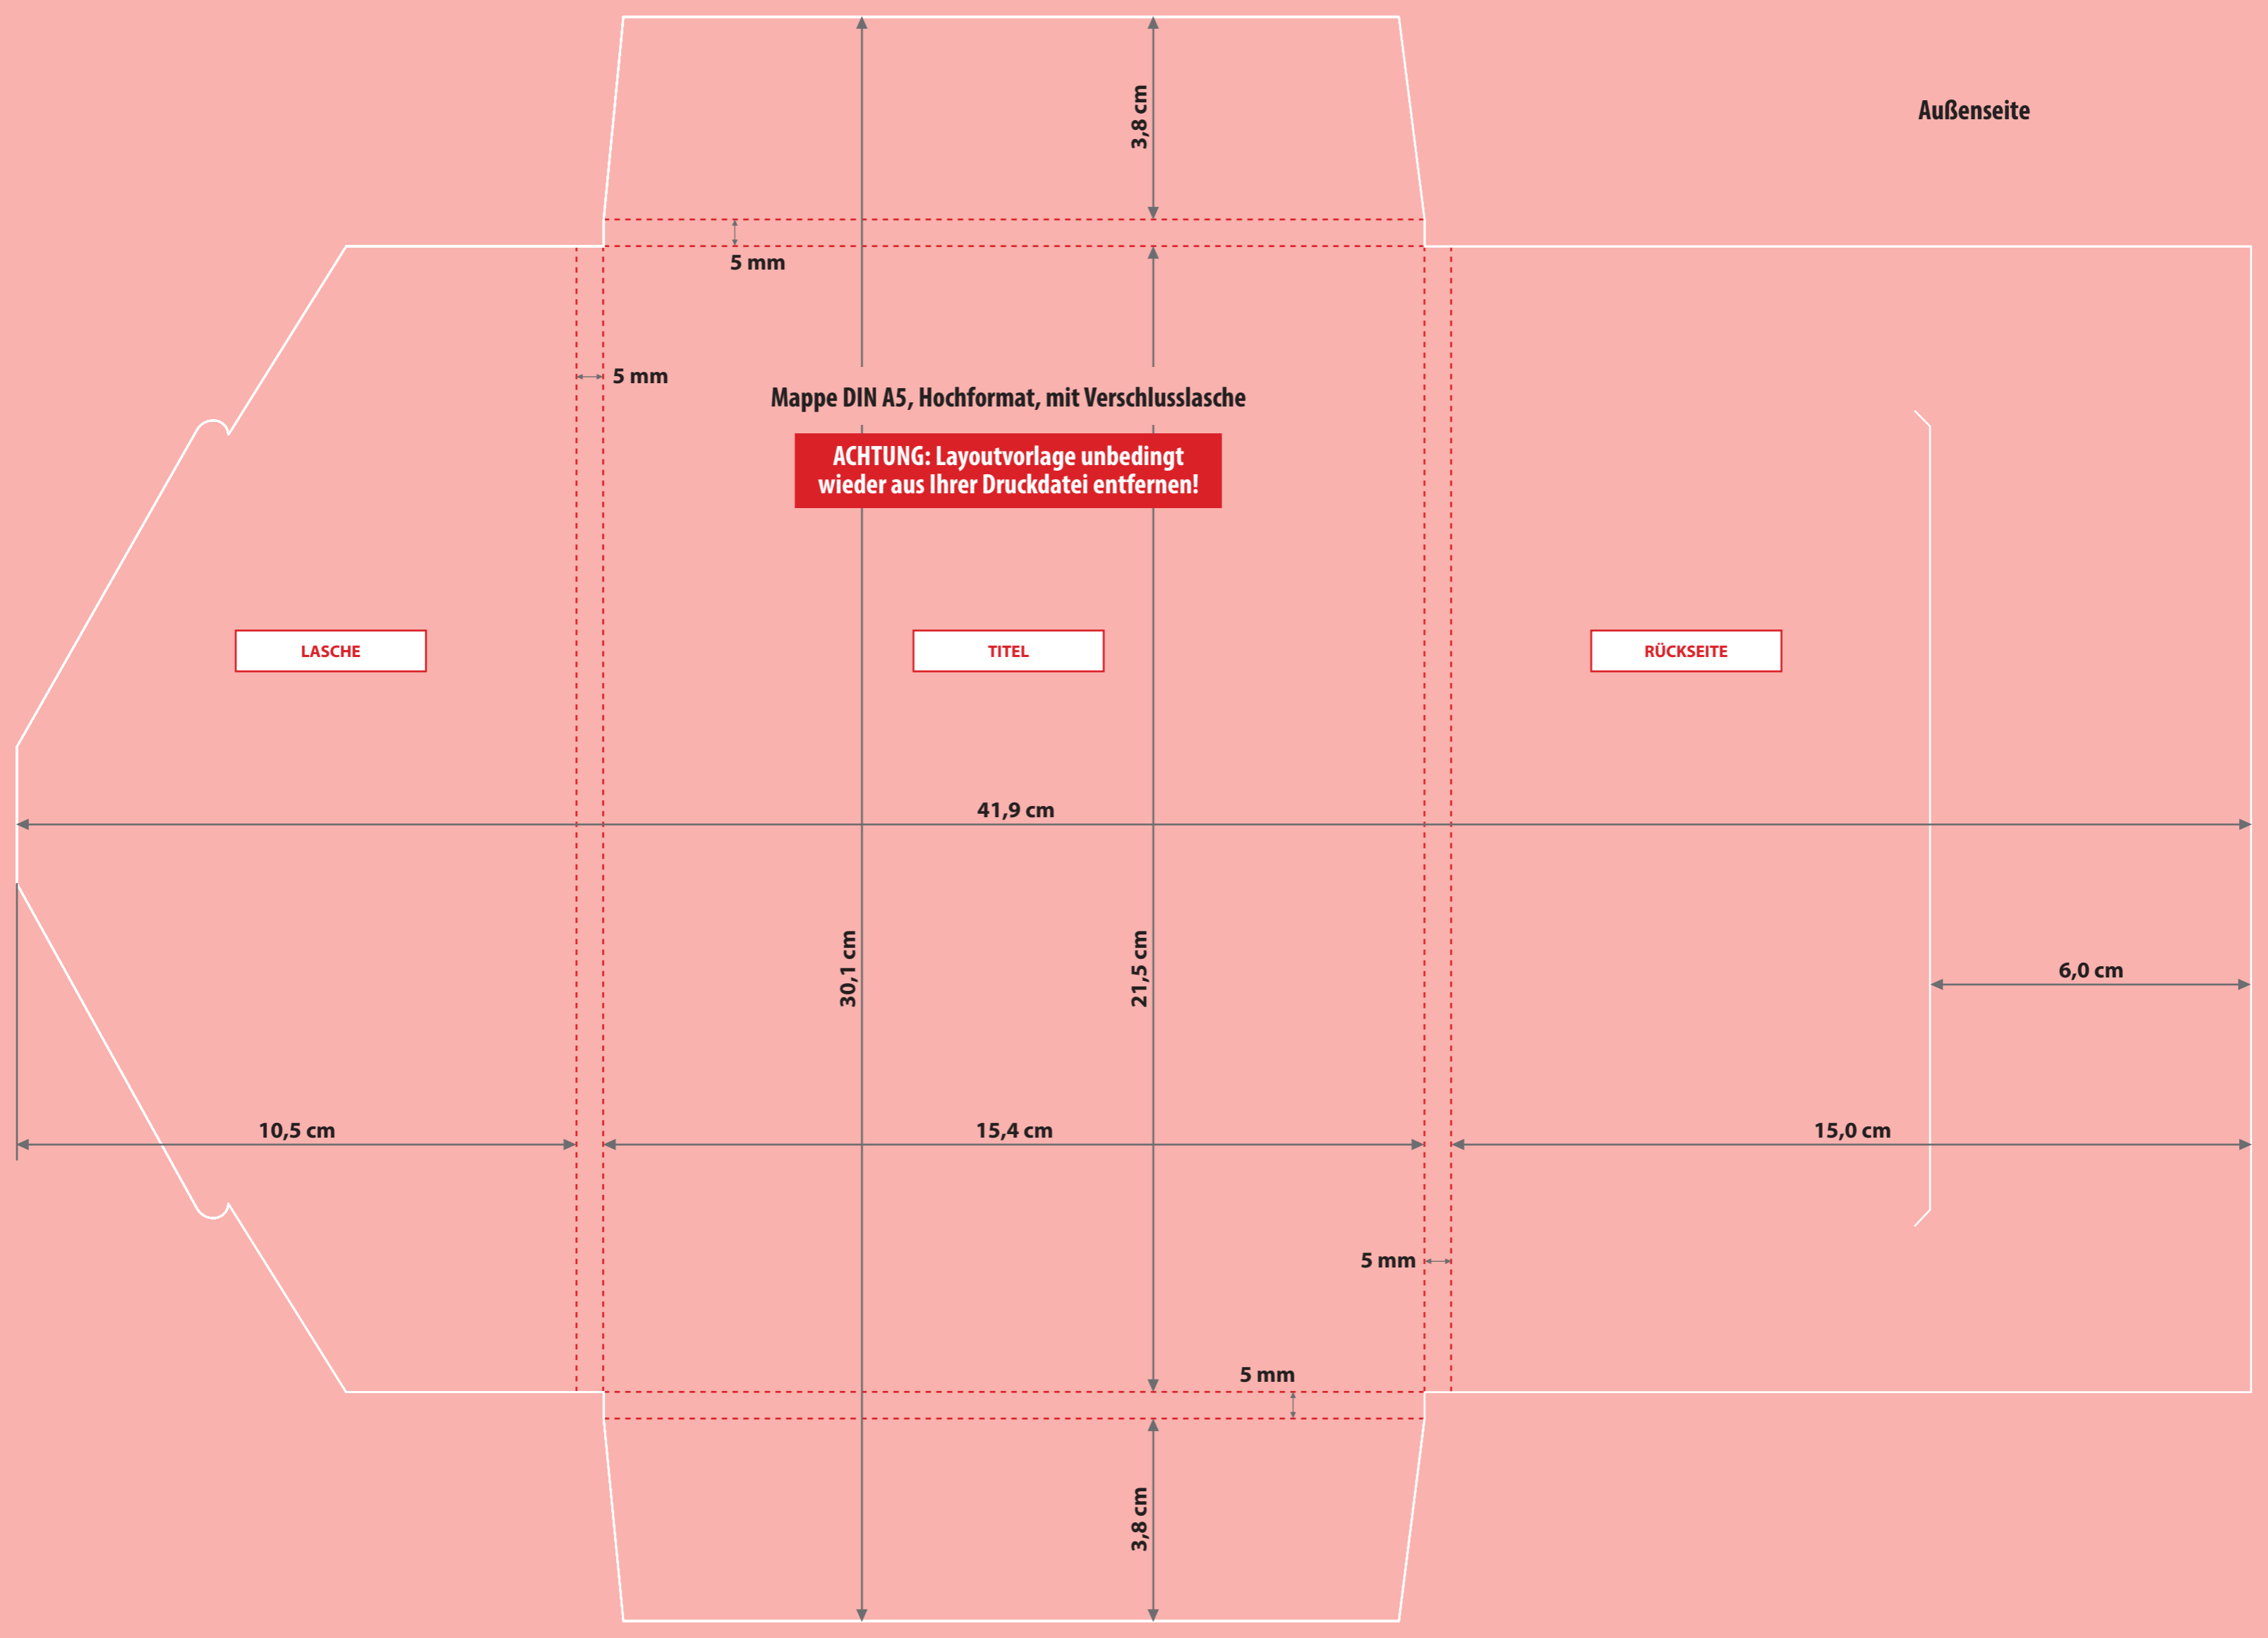 3,8 cm
Außenseite
5 mm
5 mm
Mappe DIN A5, Hochformat, mit Verschlusslasche
ACHTUNG: Layoutvorlage unbedingt
wieder aus Ihrer Druckdatei entfernen!
LASCHE
TITEL
RÜCKSEITE
41,9 cm
30,1 cm
21,5 cm
6,0 cm
10,5 cm
15,4 cm
15,0 cm
5 mm
5 mm
3,8 cm